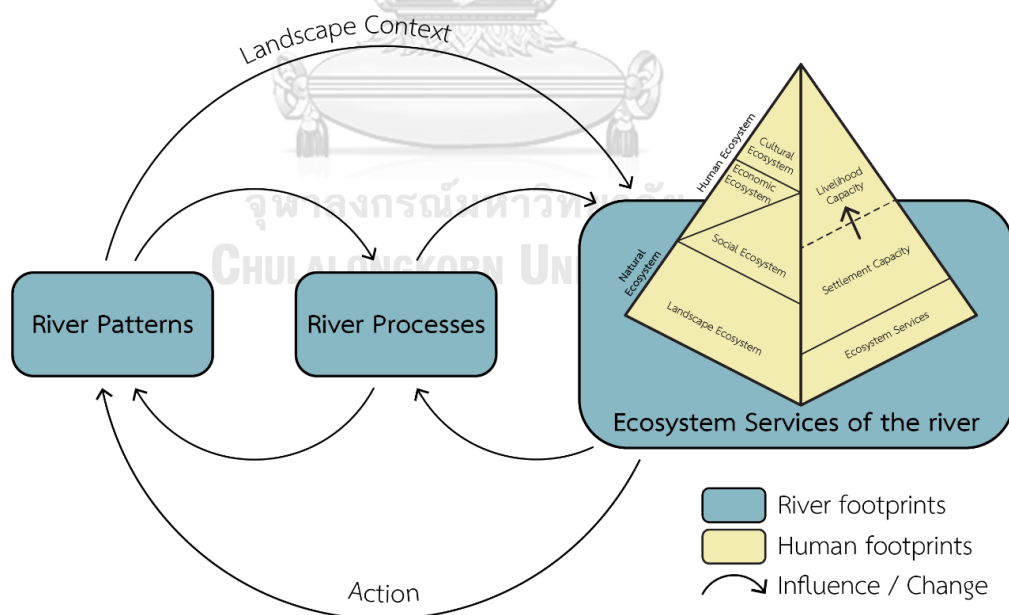 Landscape Context
จุฬาลงกรณ์มหาวิทยาลัย
CHULALONGKORN UN
River Patterns
River Processes
Human Ecosystem
Natural
Ecosystem
Cultural
Ecosystem
Economic
Ecosystem
Social Ecosystem
Landscape Ecosystem
Livelihood
Capacity
Settlement Capacity
Ecosystem Services
Ecosystem Services of the river
Action
River footprints
Human footprints
Influence / Change